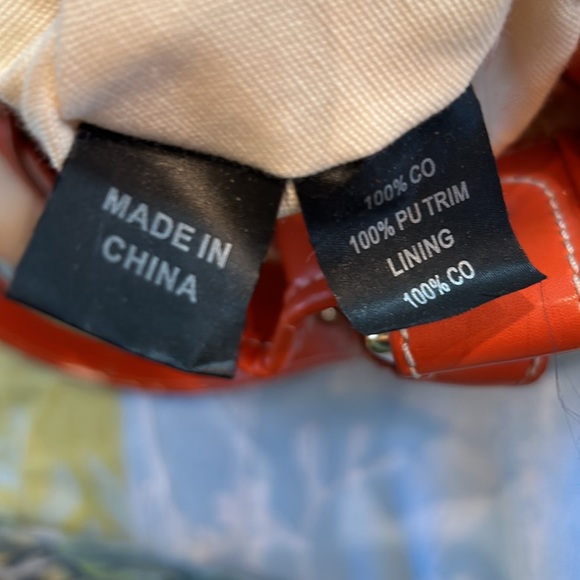 MADE IN
CHINA
100% CO
100% PU TRIM
LINING
100% CO